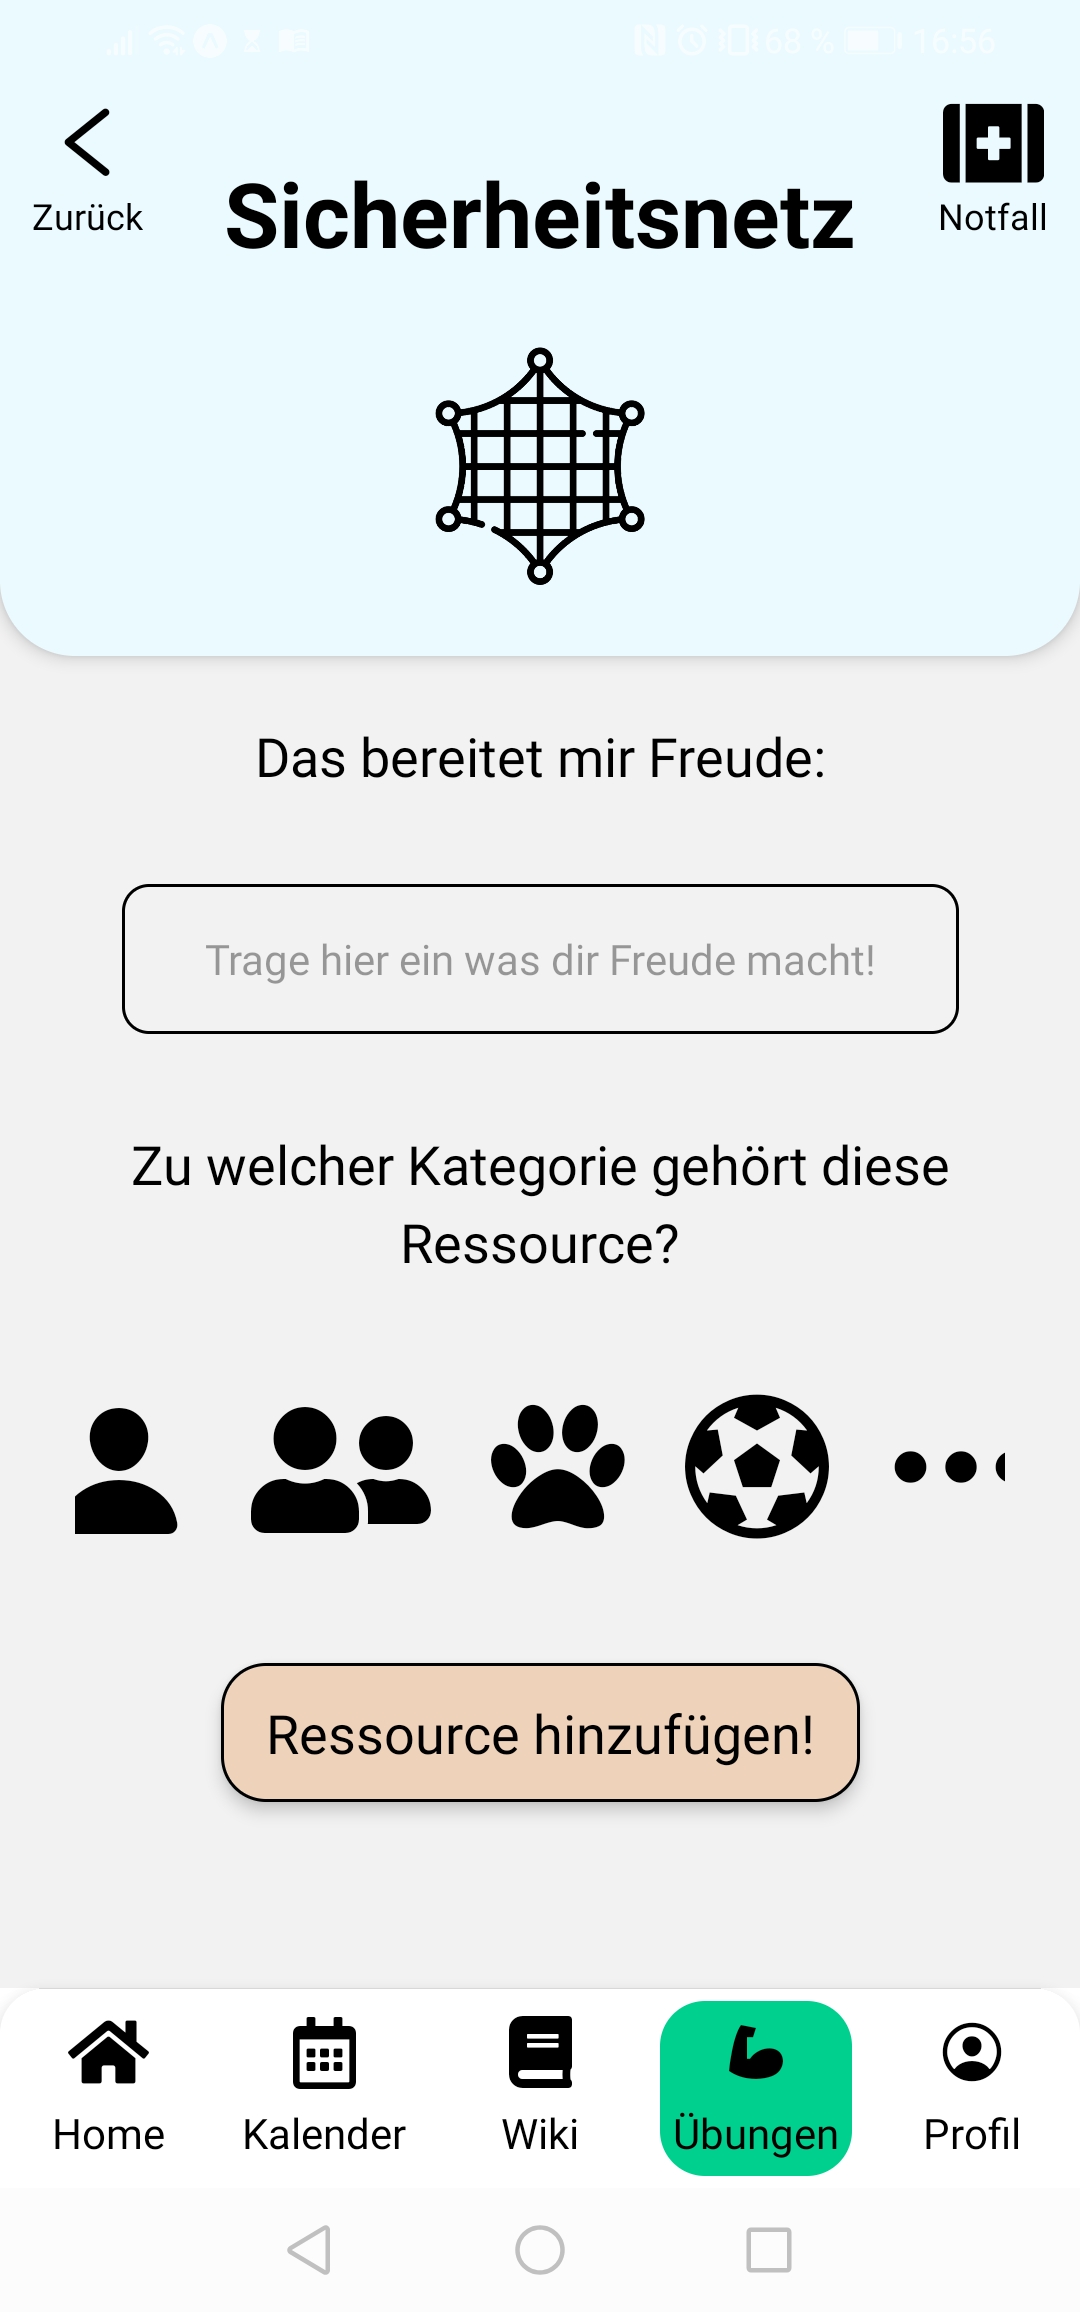 68 %
16:56
Zurück
Notfall
Sicherheitsnetz
Das bereitet mir Freude:
Trage hier ein was dir Freude macht!
Zu welcher Kategorie gehört diese
Ressource?
Ressource hinzufügen!
Home
Kalender
Wiki
Übungen
Profil